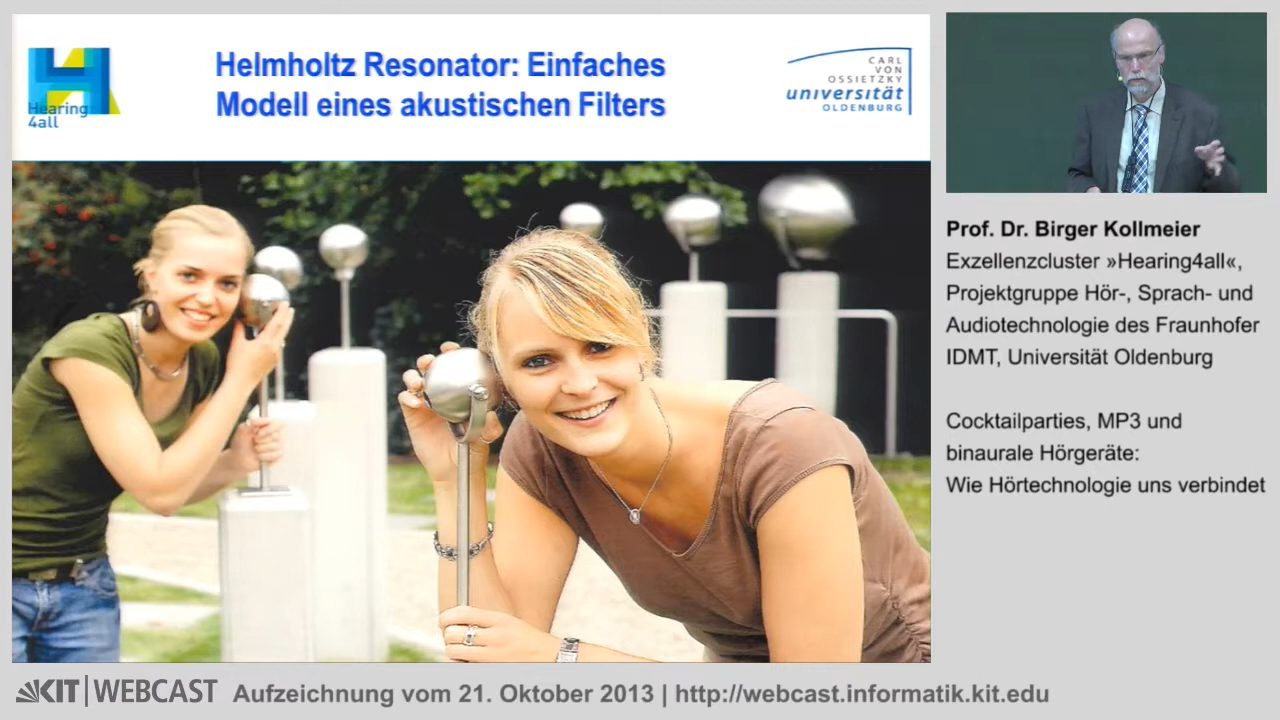 Hearing
4all
Helmholtz Resonator: Einfaches
Modell eines akustischen Filters
CARL
VON
OSSIETZKY
universität
OLDENBURG
Prof. Dr. Birger Kollmeier
Exzellenzcluster »Hearing4all«,
Projektgruppe Hör-, Sprach- und
Audiotechnologie des Fraunhofer
IDMT, Universität Oldenburg
Cocktailparties, MP3 und
binaurale Hörgeräte:
Wie Hörtechnologie uns verbindet
KIT | WEBCAST Aufzeichnung vom 21. Oktober 2013 | http://webcast.informatik.kit.edu